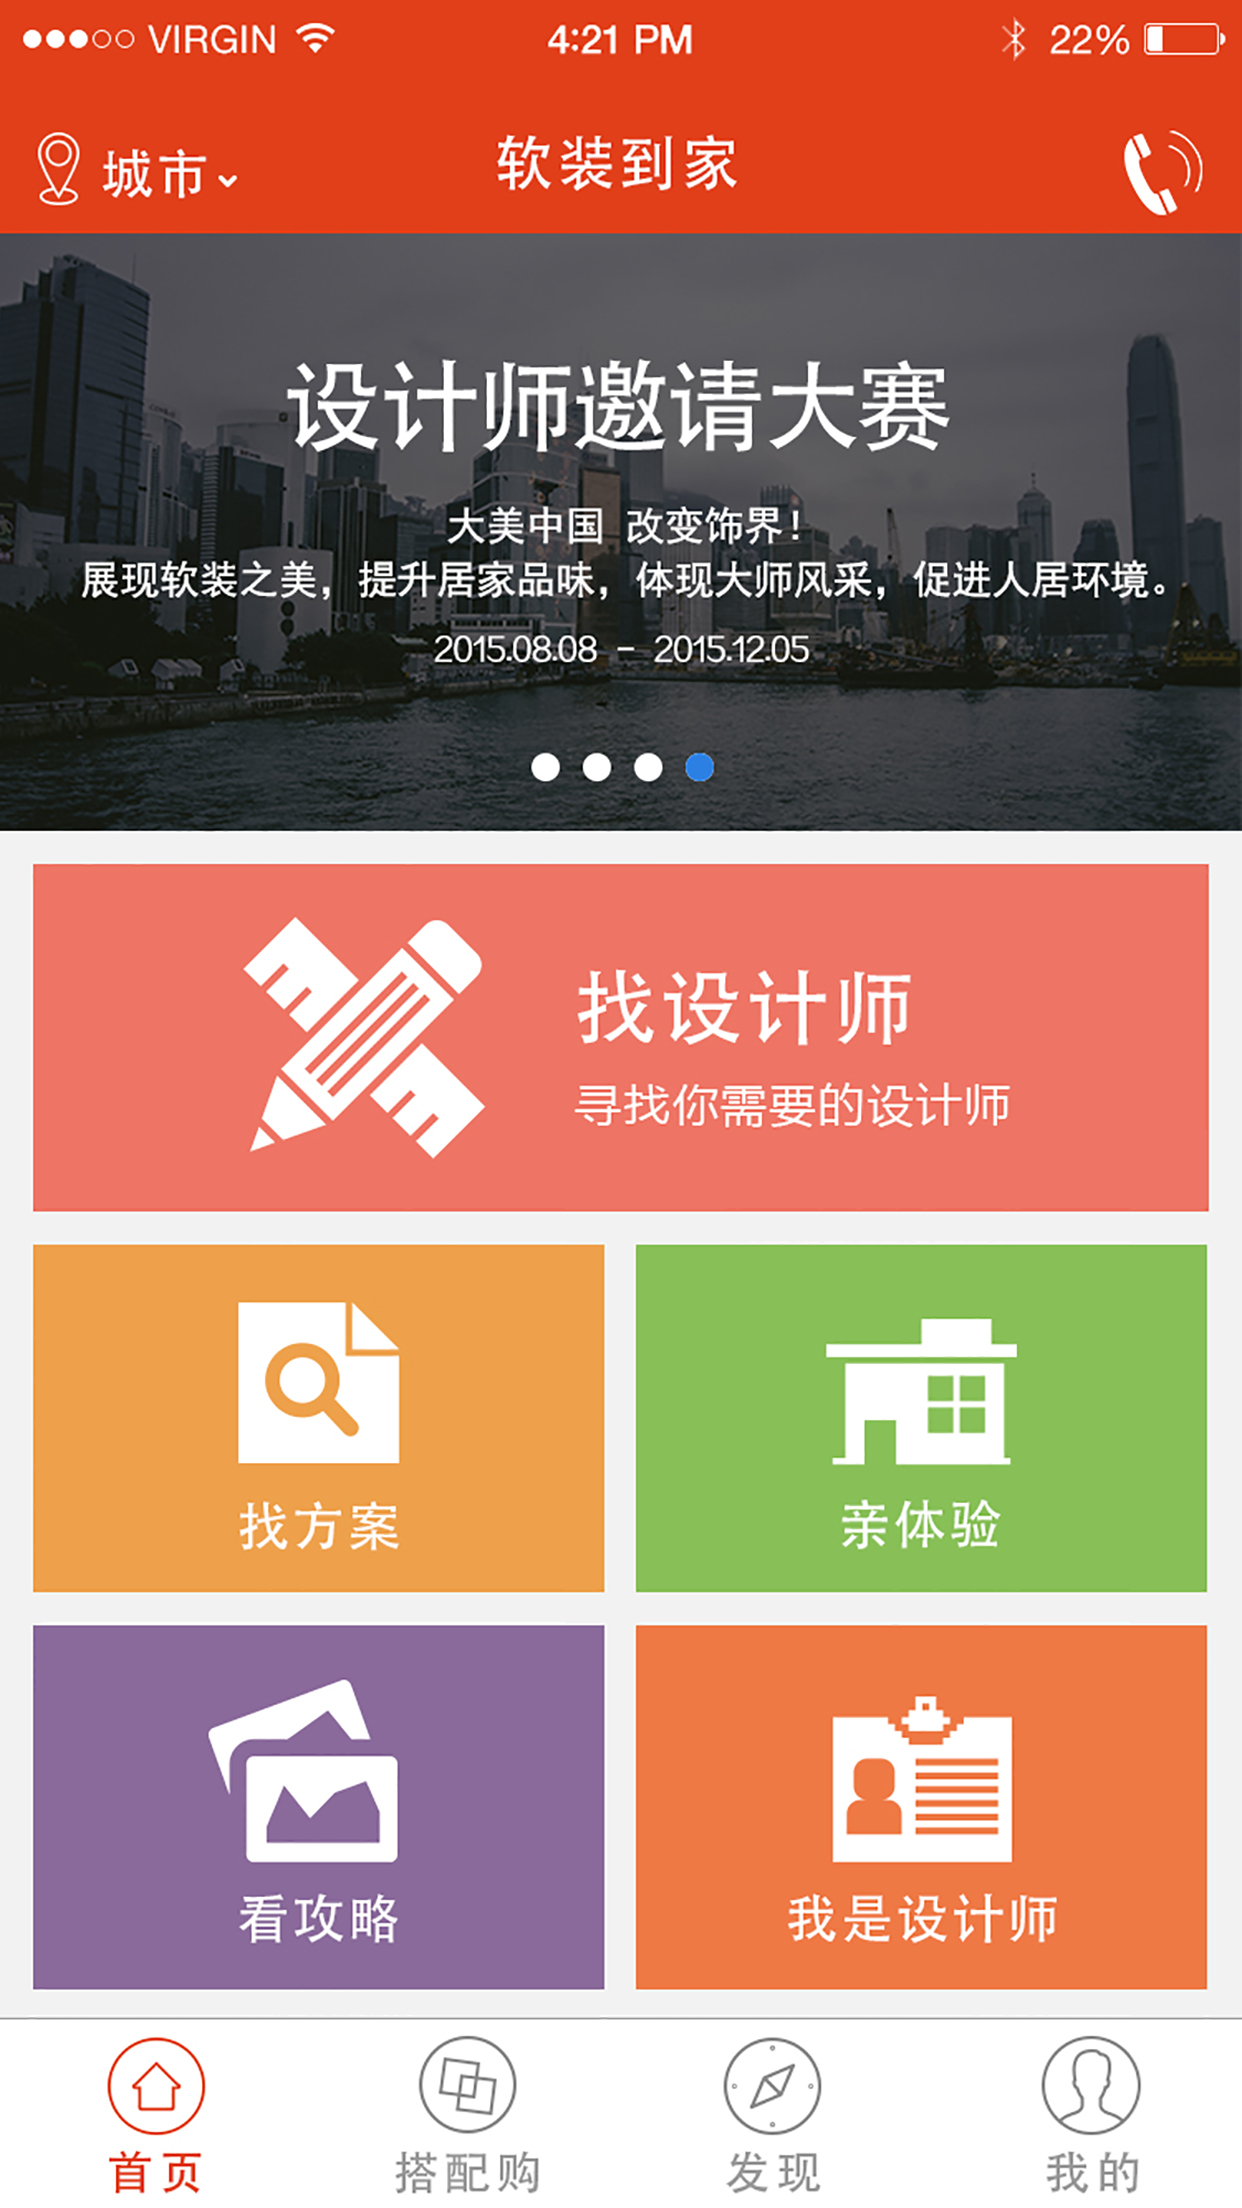 VIRGIN
4:21 PM
22%
城市
软装到家
设计师邀请大赛
大美中国 改变饰界！
展现软装之美，提升居家品味，体现大师风采，促进人居环境。
2015.08.08 - 2015.12.05
找设计师
寻找你需要的设计师
找方案
亲体验
看攻略
我是设计师
首页
搭配购
发现
我的